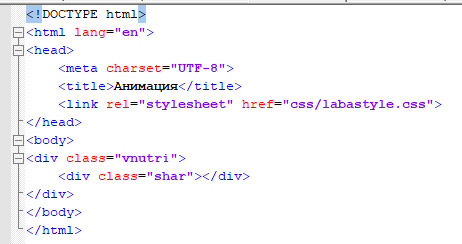 <!DOCTYPE html>
<html lang="en">
<head>
<meta charset="UTF-8">
<title>Анимация</title>
<link rel="stylesheet" href="css/labastyle.css">
</head>
<body>
<div class="vnutri">
<div class="shar"></div>
</div>
</body>
</html>